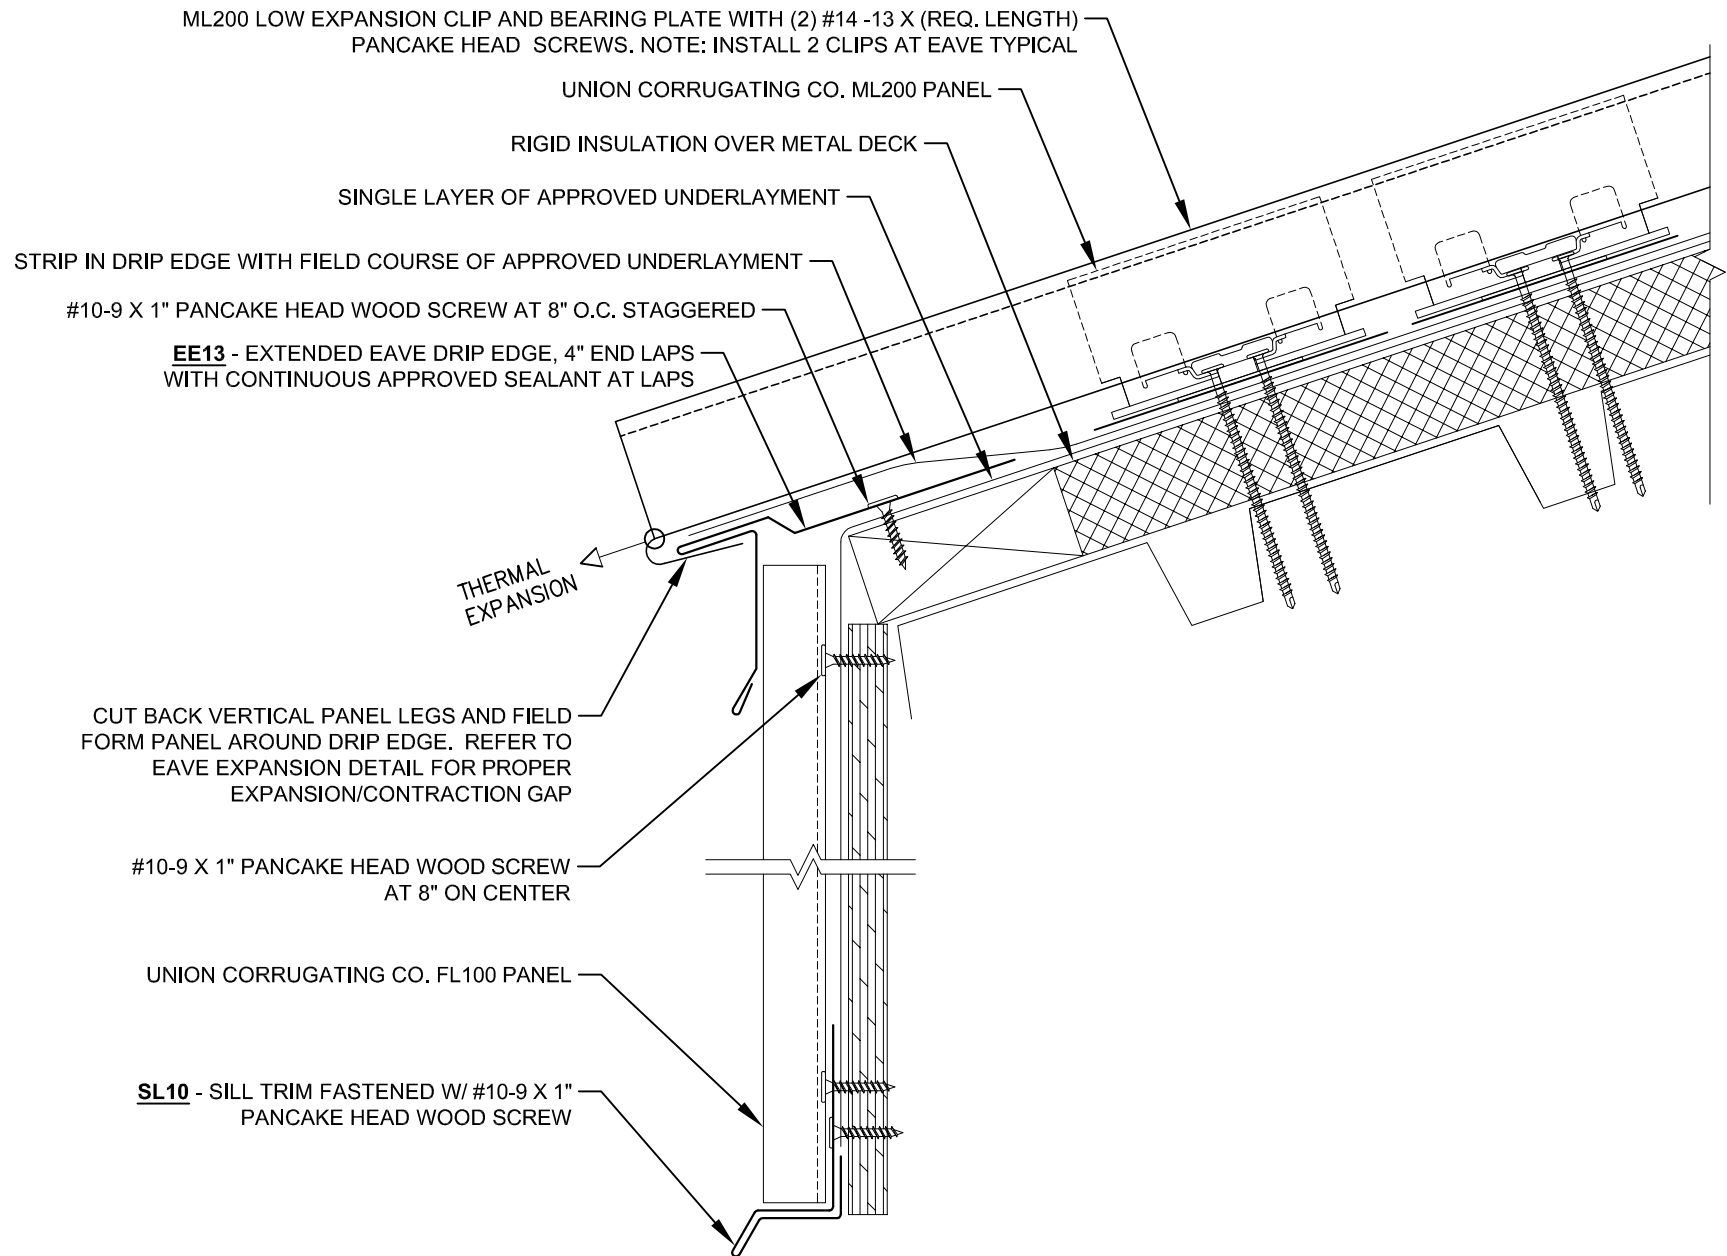 ML200 LOW EXPANSION CLIP AND BEARING PLATE WITH (2) #14 -13 X (REQ. LENGTH)
PANCAKE HEAD SCREWS. NOTE: INSTALL 2 CLIPS AT EAVE TYPICAL
UNION CORRUGATING CO. ML200 PANEL
RIGID INSULATION OVER METAL DECK
SINGLE LAYER OF APPROVED UNDERLAYMENT
STRIP IN DRIP EDGE WITH FIELD COURSE OF APPROVED UNDERLAYMENT
#10-9 X 1" PANCAKE HEAD WOOD SCREW AT 8" O.C. STAGGERED
EE13 - EXTENDED EAVE DRIP EDGE, 4" END LAPS
WITH CONTINUOUS APPROVED SEALANT AT LAPS
THERMAL
EXPANSION
CUT BACK VERTICAL PANEL LEGS AND FIELD
FORM PANEL AROUND DRIP EDGE. REFER TO
EAVE EXPANSION DETAIL FOR PROPER
EXPANSION/CONTRACTION GAP
#10-9 X 1" PANCAKE HEAD WOOD SCREW
AT 8" ON CENTER
UNION CORRUGATING CO. FL100 PANEL
SL10 - SILL TRIM FASTENED W/ #10-9 X 1"
PANCAKE HEAD WOOD SCREW